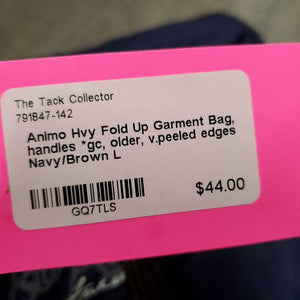 The Tack Collector
791847-142
Animo Hvy Fold Up Garment Bag,
handles *gc, older, v.peeled edges
Navy/Brown L
$44.00
GQ7TLS